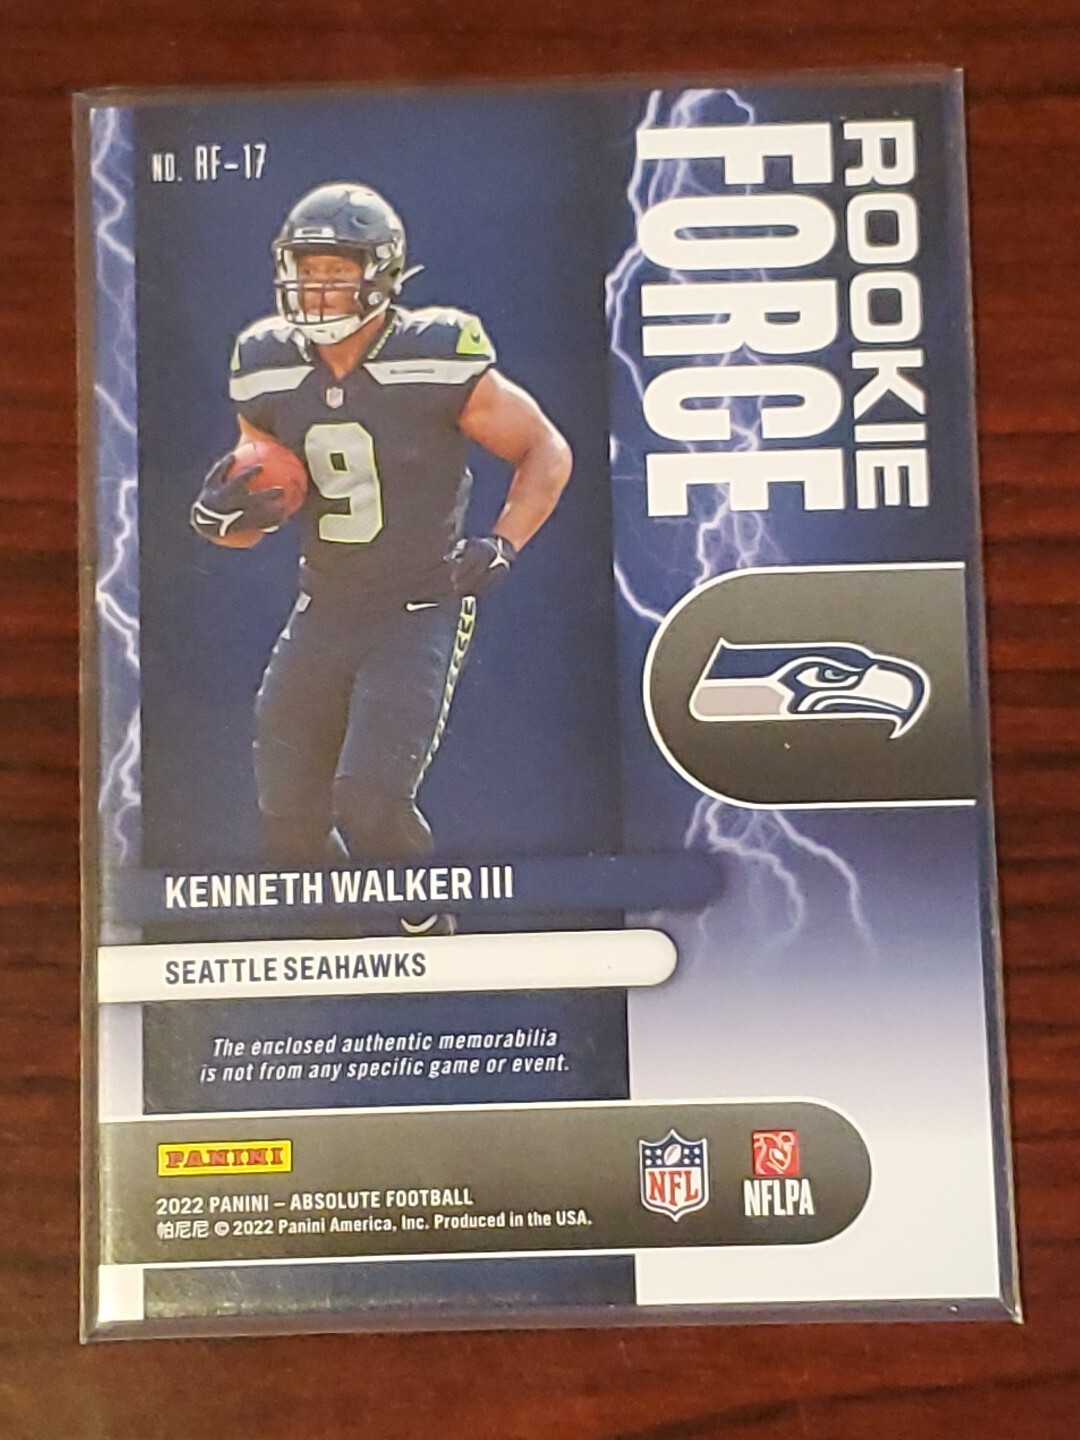 NO. RF-17
ROOKIE
FORCE
9
KENNETH WALKER III
SEATTLE SEAHAWKS
The enclosed authentic memorabilia
is not from any specific game or event.
PANINI
2022 PANINI – ABSOLUTE FOOTBALL
帕尼尼 © 2022 Panini America, Inc. Produced in the USA.
NFL
NFLPA